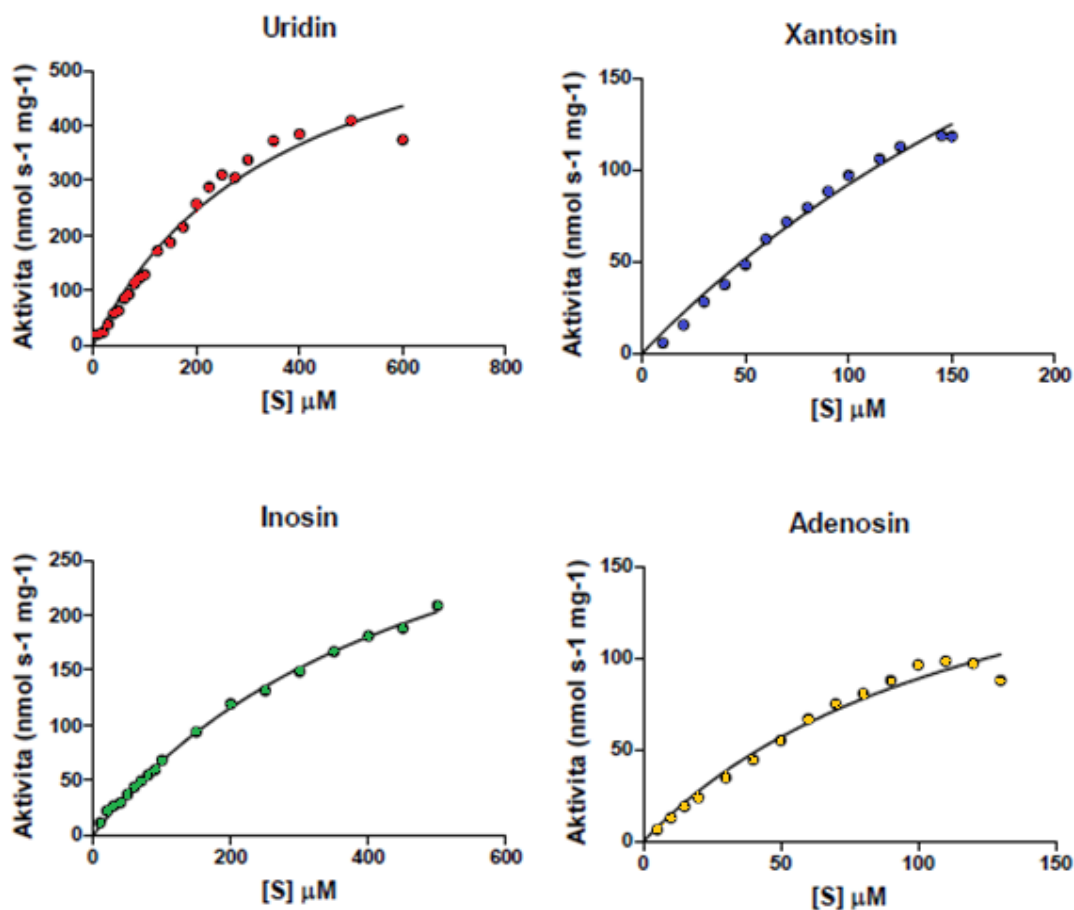 Uridin
Aktivita (nmol s-1 mg-1)
500
400
300
200
100
0
0 200 400 600 800
[S] µM
Xantosin
Aktivita (nmol s-1 mg-1)
150
100
50
0
0 50 100 150 200
[S] µM
Inosin
Aktivita (nmol s-1 mg-1)
250
200
150
100
50
0
0 200 400 600
[S] µM
Adenosin
Aktivita (nmol s-1 mg-1)
150
100
50
0
0 50 100 150
[S] µM